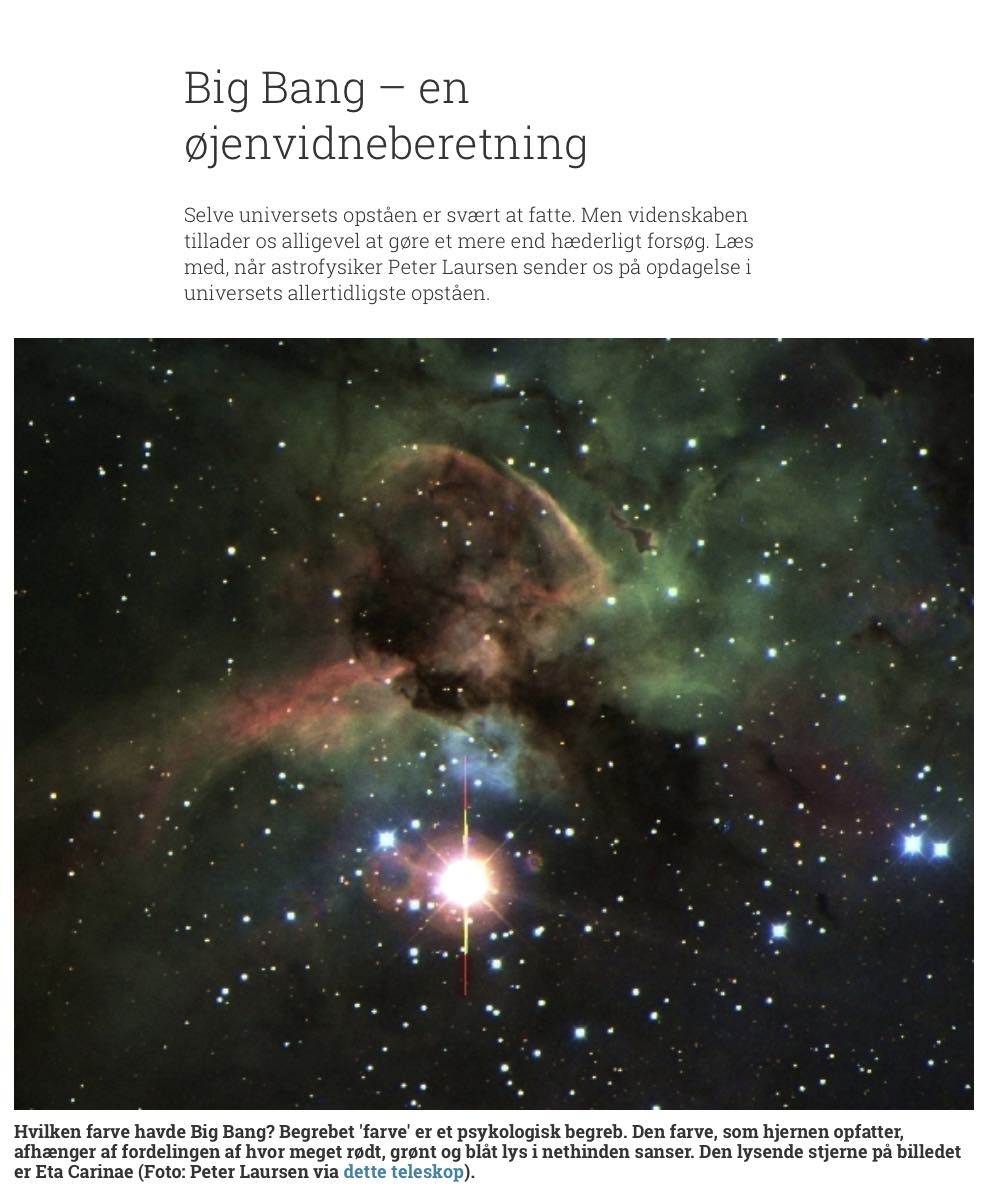 Big Bang – en
øjenvidneberetning
Selve universets opståen er svært at fatte. Men videnskaben
tillader os alligevel at gøre et mere end hæderligt forsøg. Læs
med, når astrofysiker Peter Laursen sender os på opdagelse i
universets allertidligste opståen.
Hvilken farve havde Big Bang? Begrebet 'farve' er et psykologisk begreb. Den farve, som hjernen opfatter,
afhænger af fordelingen af hvor meget rødt, grønt og blåt lys i nethinden sanser. Den lysende stjerne på billedet
er Eta Carinae (Foto: Peter Laursen via dette teleskop).